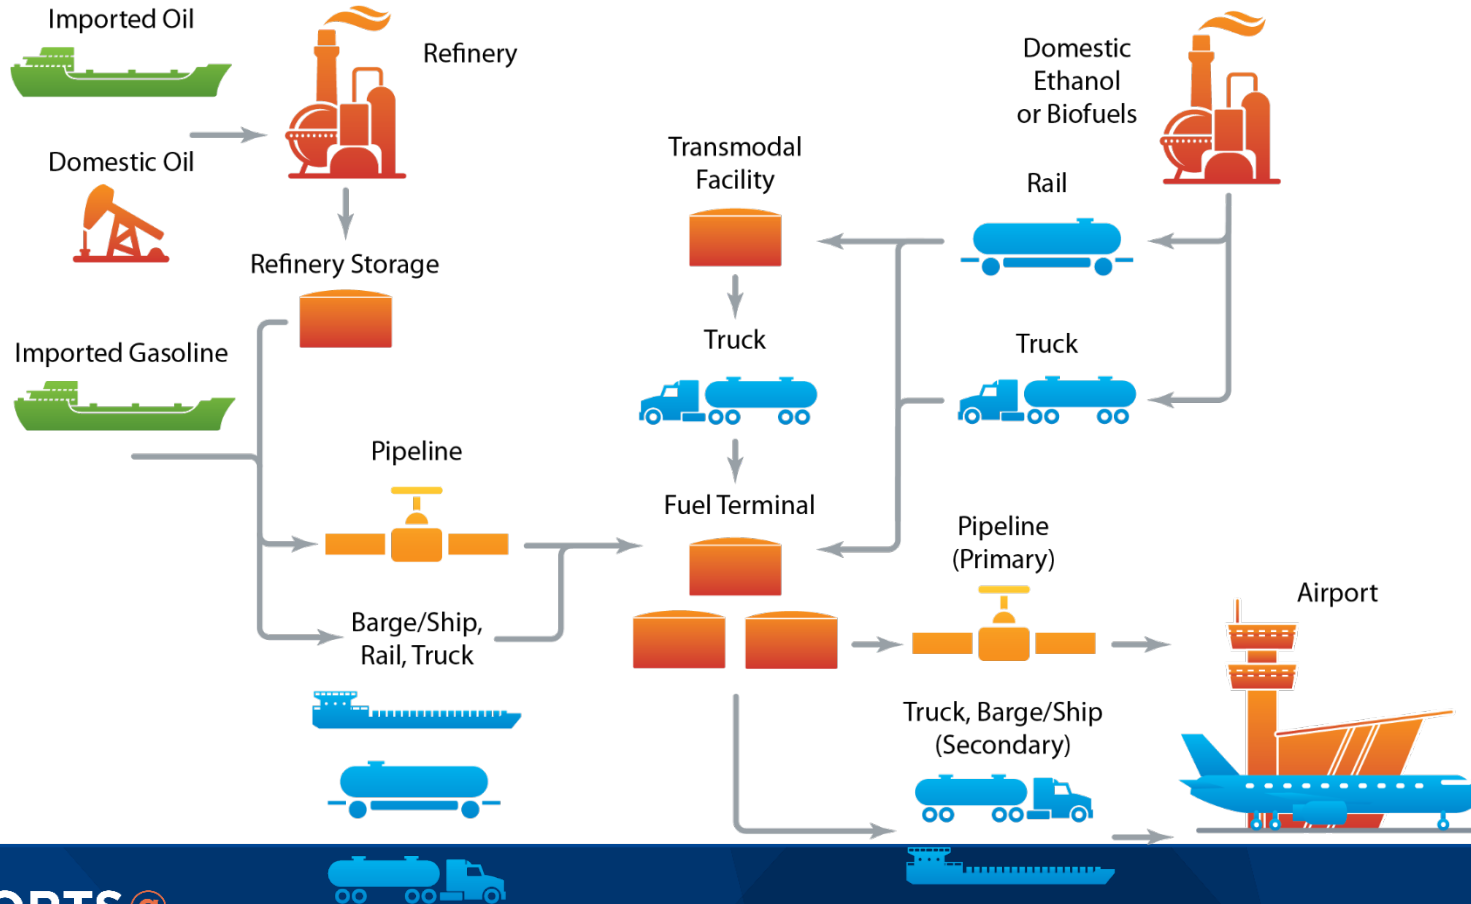 Imported Oil
Refinery
Domestic Oil
Refinery Storage
Imported Gasoline
Pipeline
Barge/Ship,
Rail, Truck
Transmodal
Facility
Truck
Fuel Terminal
Domestic
Ethanol
or Biofuels
Rail
Truck
Pipeline
(Primary)
Truck, Barge/Ship
(Secondary)
Airport